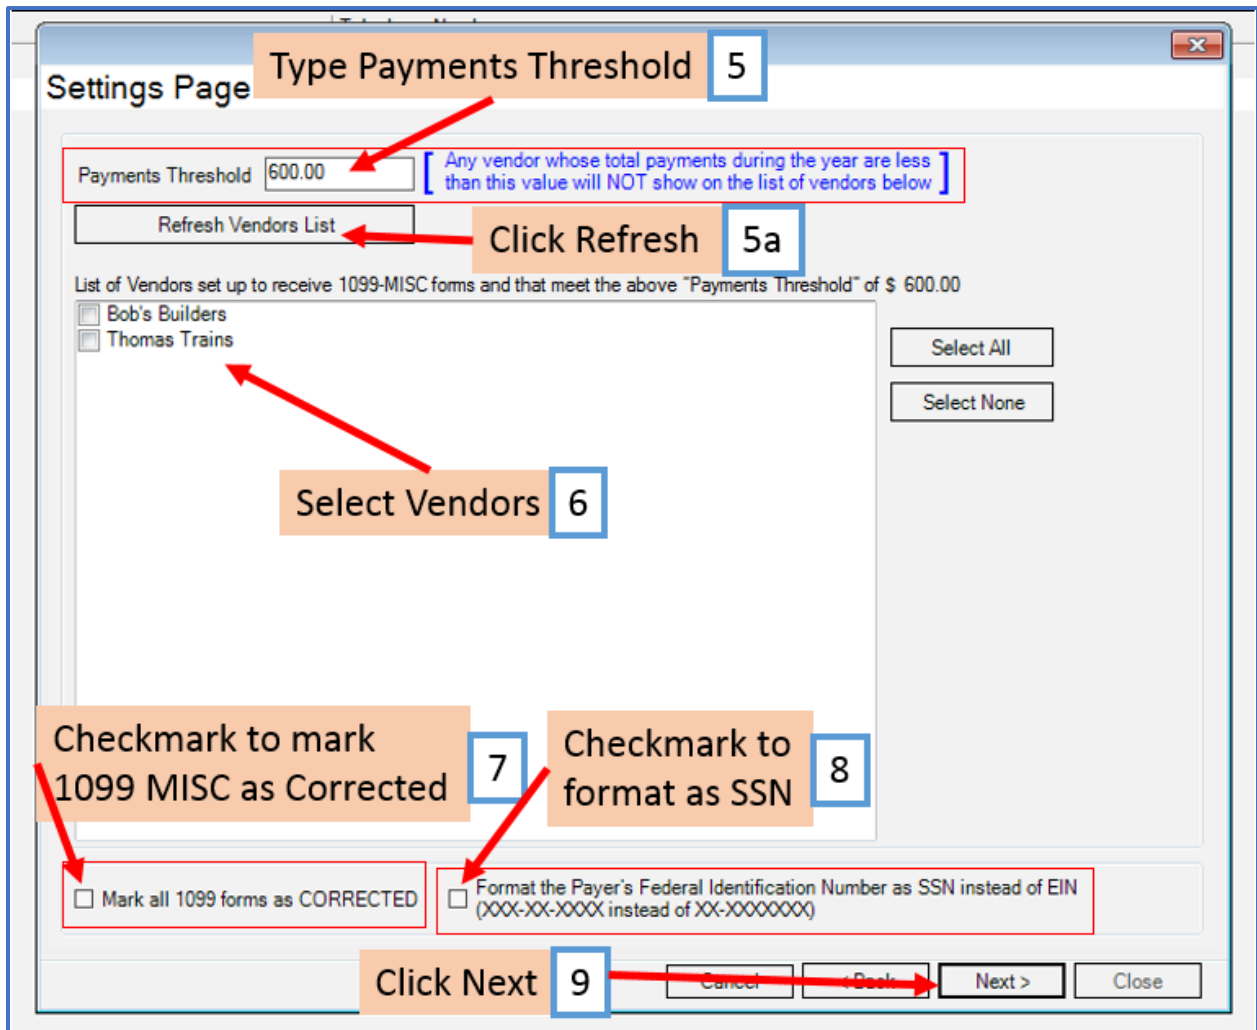 Type Payments Threshold 5
Settings Page
Payments Threshold 600.00 [ Any vendor whose total payments during the year are less
than this value will NOT show on the list of vendors below ]
Refresh Vendors List
Click Refresh 5a
List of Vendors set up to receive 1099-MISC forms and that meet the above "Payments Threshold" of $ 600.00
Bob's Builders
Thomas Trains
Select All
Select None
Select Vendors 6
Checkmark to mark
1099 MISC as Corrected 7
Checkmark to
format as SSN 8
Mark all 1099 forms as CORRECTED
Format the Payer's Federal Identification Number as SSN instead of EIN
(XXX-XX-XXXX instead of XX-XXXXXXX)
Click Next 9
Cancel
< Back
Next >
Close